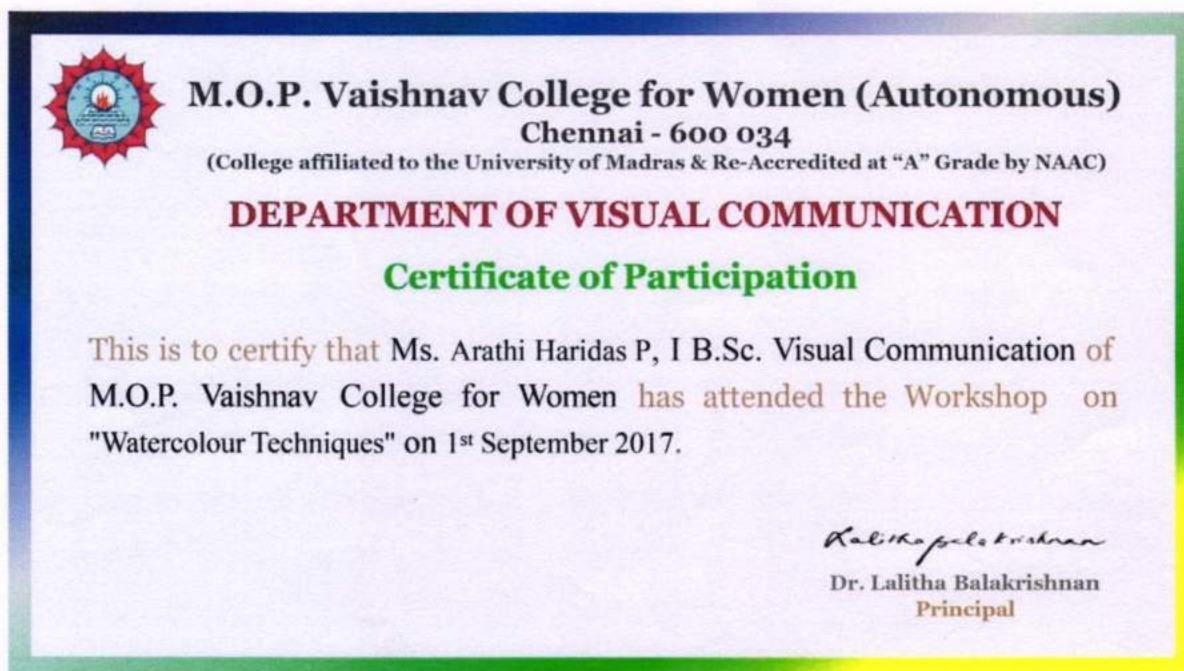 M.O.P. Vaishnav College for Women (Autonomous)
Chennai - 600 034
(College affiliated to the University of Madras & Re-Accredited at “A” Grade by NAAC)
DEPARTMENT OF VISUAL COMMUNICATION
Certificate of Participation
This is to certify that Ms. Arathi Haridas P, I B.Sc. Visual Communication of
M.O.P. Vaishnav College for Women has attended the Workshop on
"Watercolour Techniques" on 1st September 2017.
Lalitha Balakrishnan
Dr. Lalitha Balakrishnan
Principal